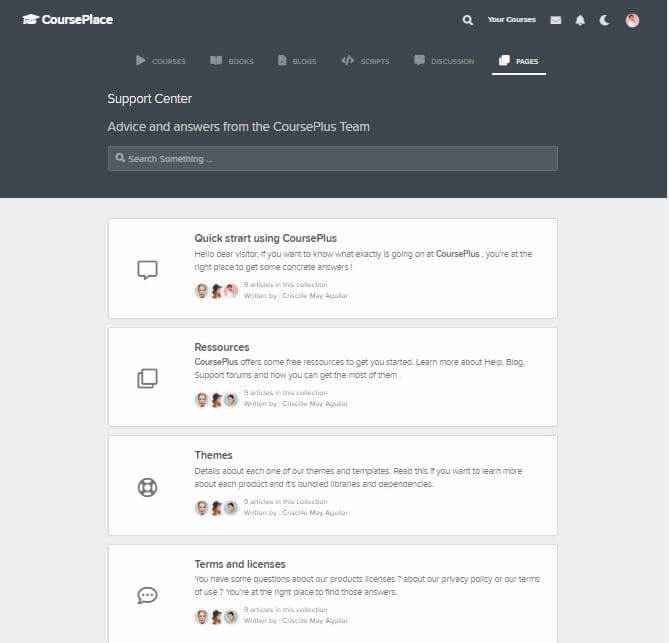 CoursePlace
Your Courses
COURSES
BOOKS
BLOGS
SCRIPTS
DISCUSSION
PAGES
Support Center
Advice and answers from the CoursePlus Team
Search Something ...
Quick strart using CoursePlus
Hello dear visitor, if you want to know what exactly is going on at CoursePlus , you're at the
right place to get some concrete answers !
9 articles in this collection
Written by : Criscille May Aguilar
Ressources
CoursePlus offers some free ressources to get you started. Learn more about Help, Blog,
Support forums and how you can get the most of them .
9 articles in this collection
Written by : Criscille May Aguilar
Themes
Details about each one of our themes and templates. Read this if you want to learn more
about each product and it's bundled libraries and dependencies.
9 articles in this collection
Written by : Criscille May Aguilar
Terms and licenses
You have some questions about our products licenses ? about our privacy policy or our terms
of use ? You're at the right place to find those answers.
9 articles in this collection
Written by : Criscille May Aguilar